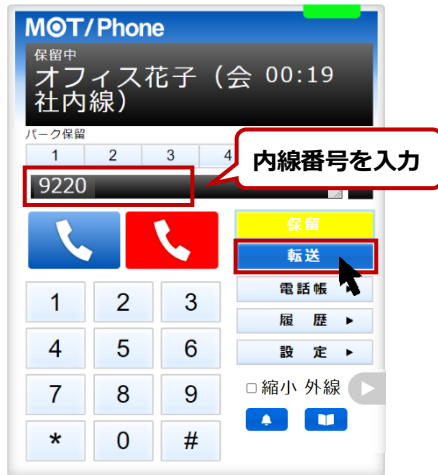 MOT/Phone
保留中
オフィス花子（会 00:19
社内線）
パーク保留
1 2 3 4
内線番号を入力
9220
保留
転送
電話帳 ▶
1 2 3
履 歴 ▶
4 5 6
設 定 ▶
7 8 9
縮小 外線
* 0 #